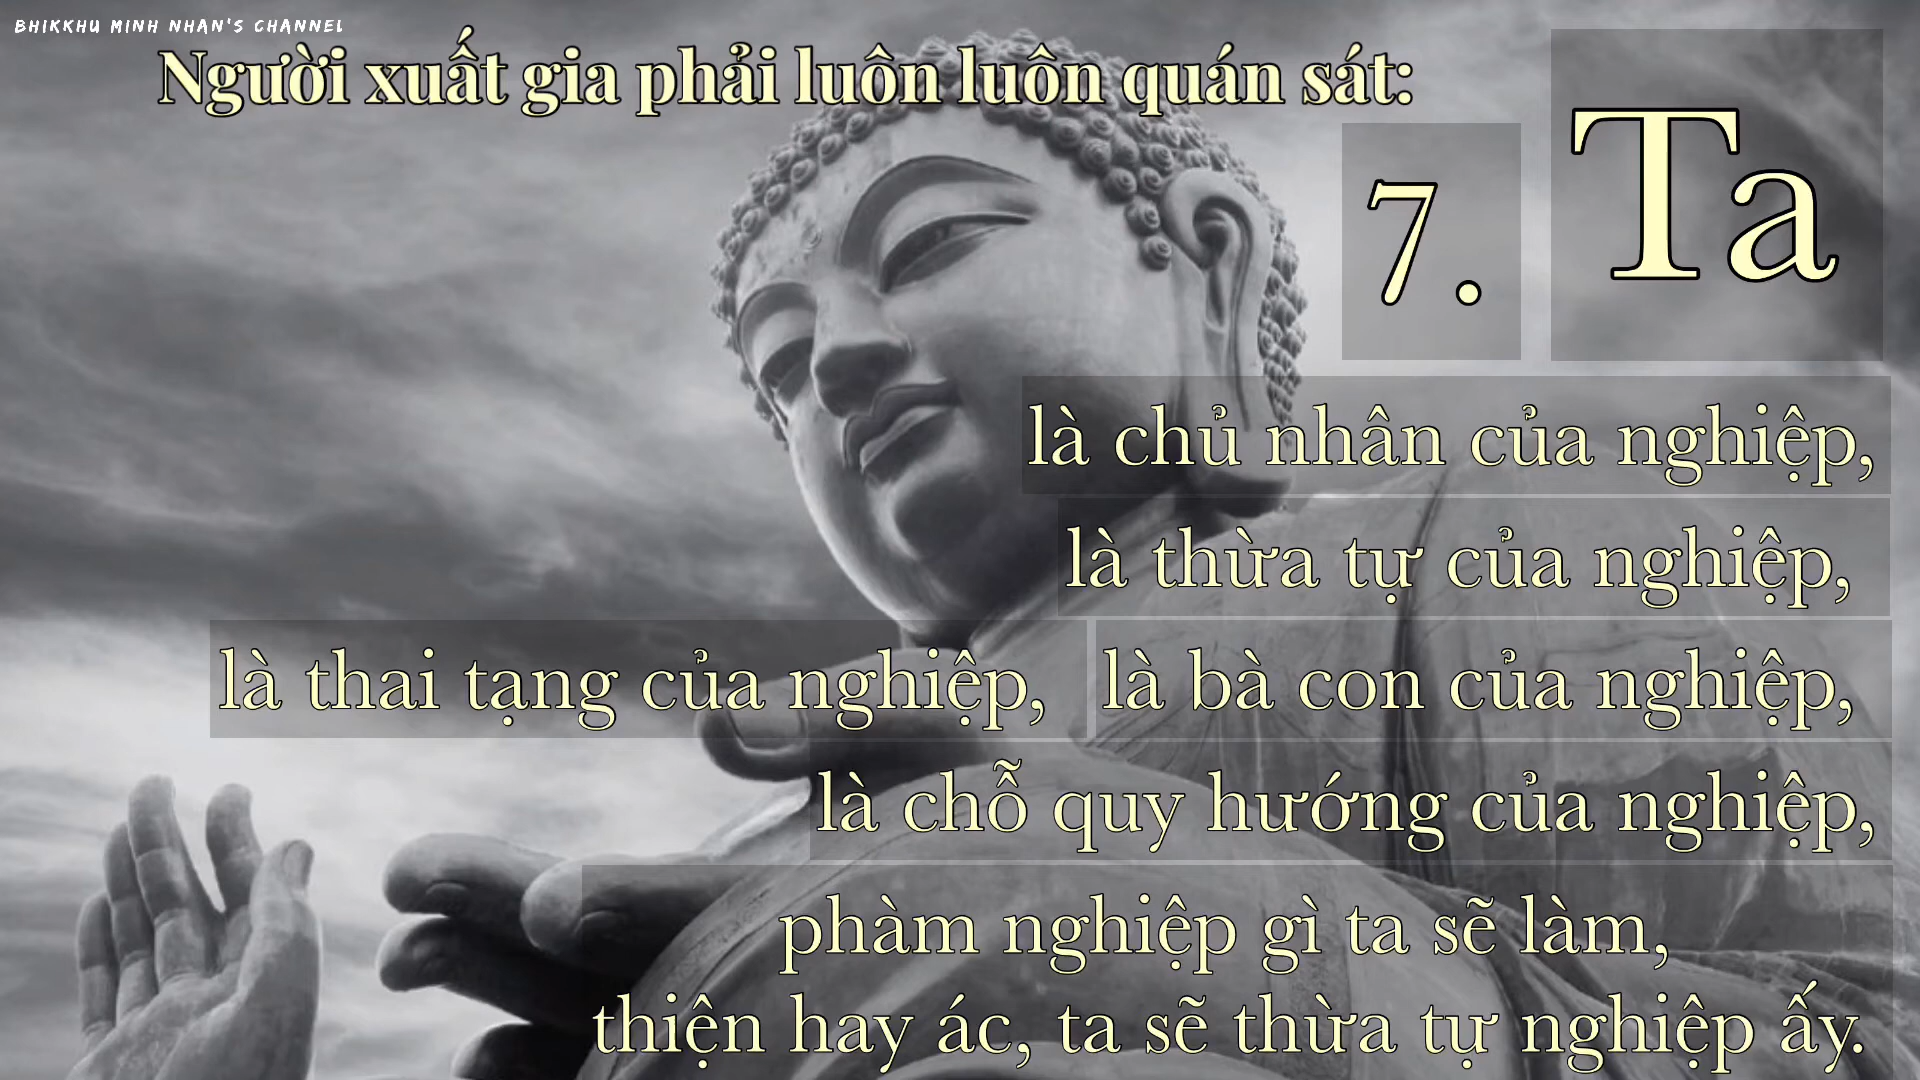 BHIKKHU MINH NHAN'S CHANNEL
Người xuất gia phải luôn luôn quán sát:
7. Ta
là chủ nhân của nghiệp,
là thừa tự của nghiệp,
là thai tạng của nghiệp, là bà con của nghiệp,
là chỗ quy hướng của nghiệp,
phàm nghiệp gì ta sẽ làm,
thiện hay ác, ta sẽ thừa tự nghiệp ấy.